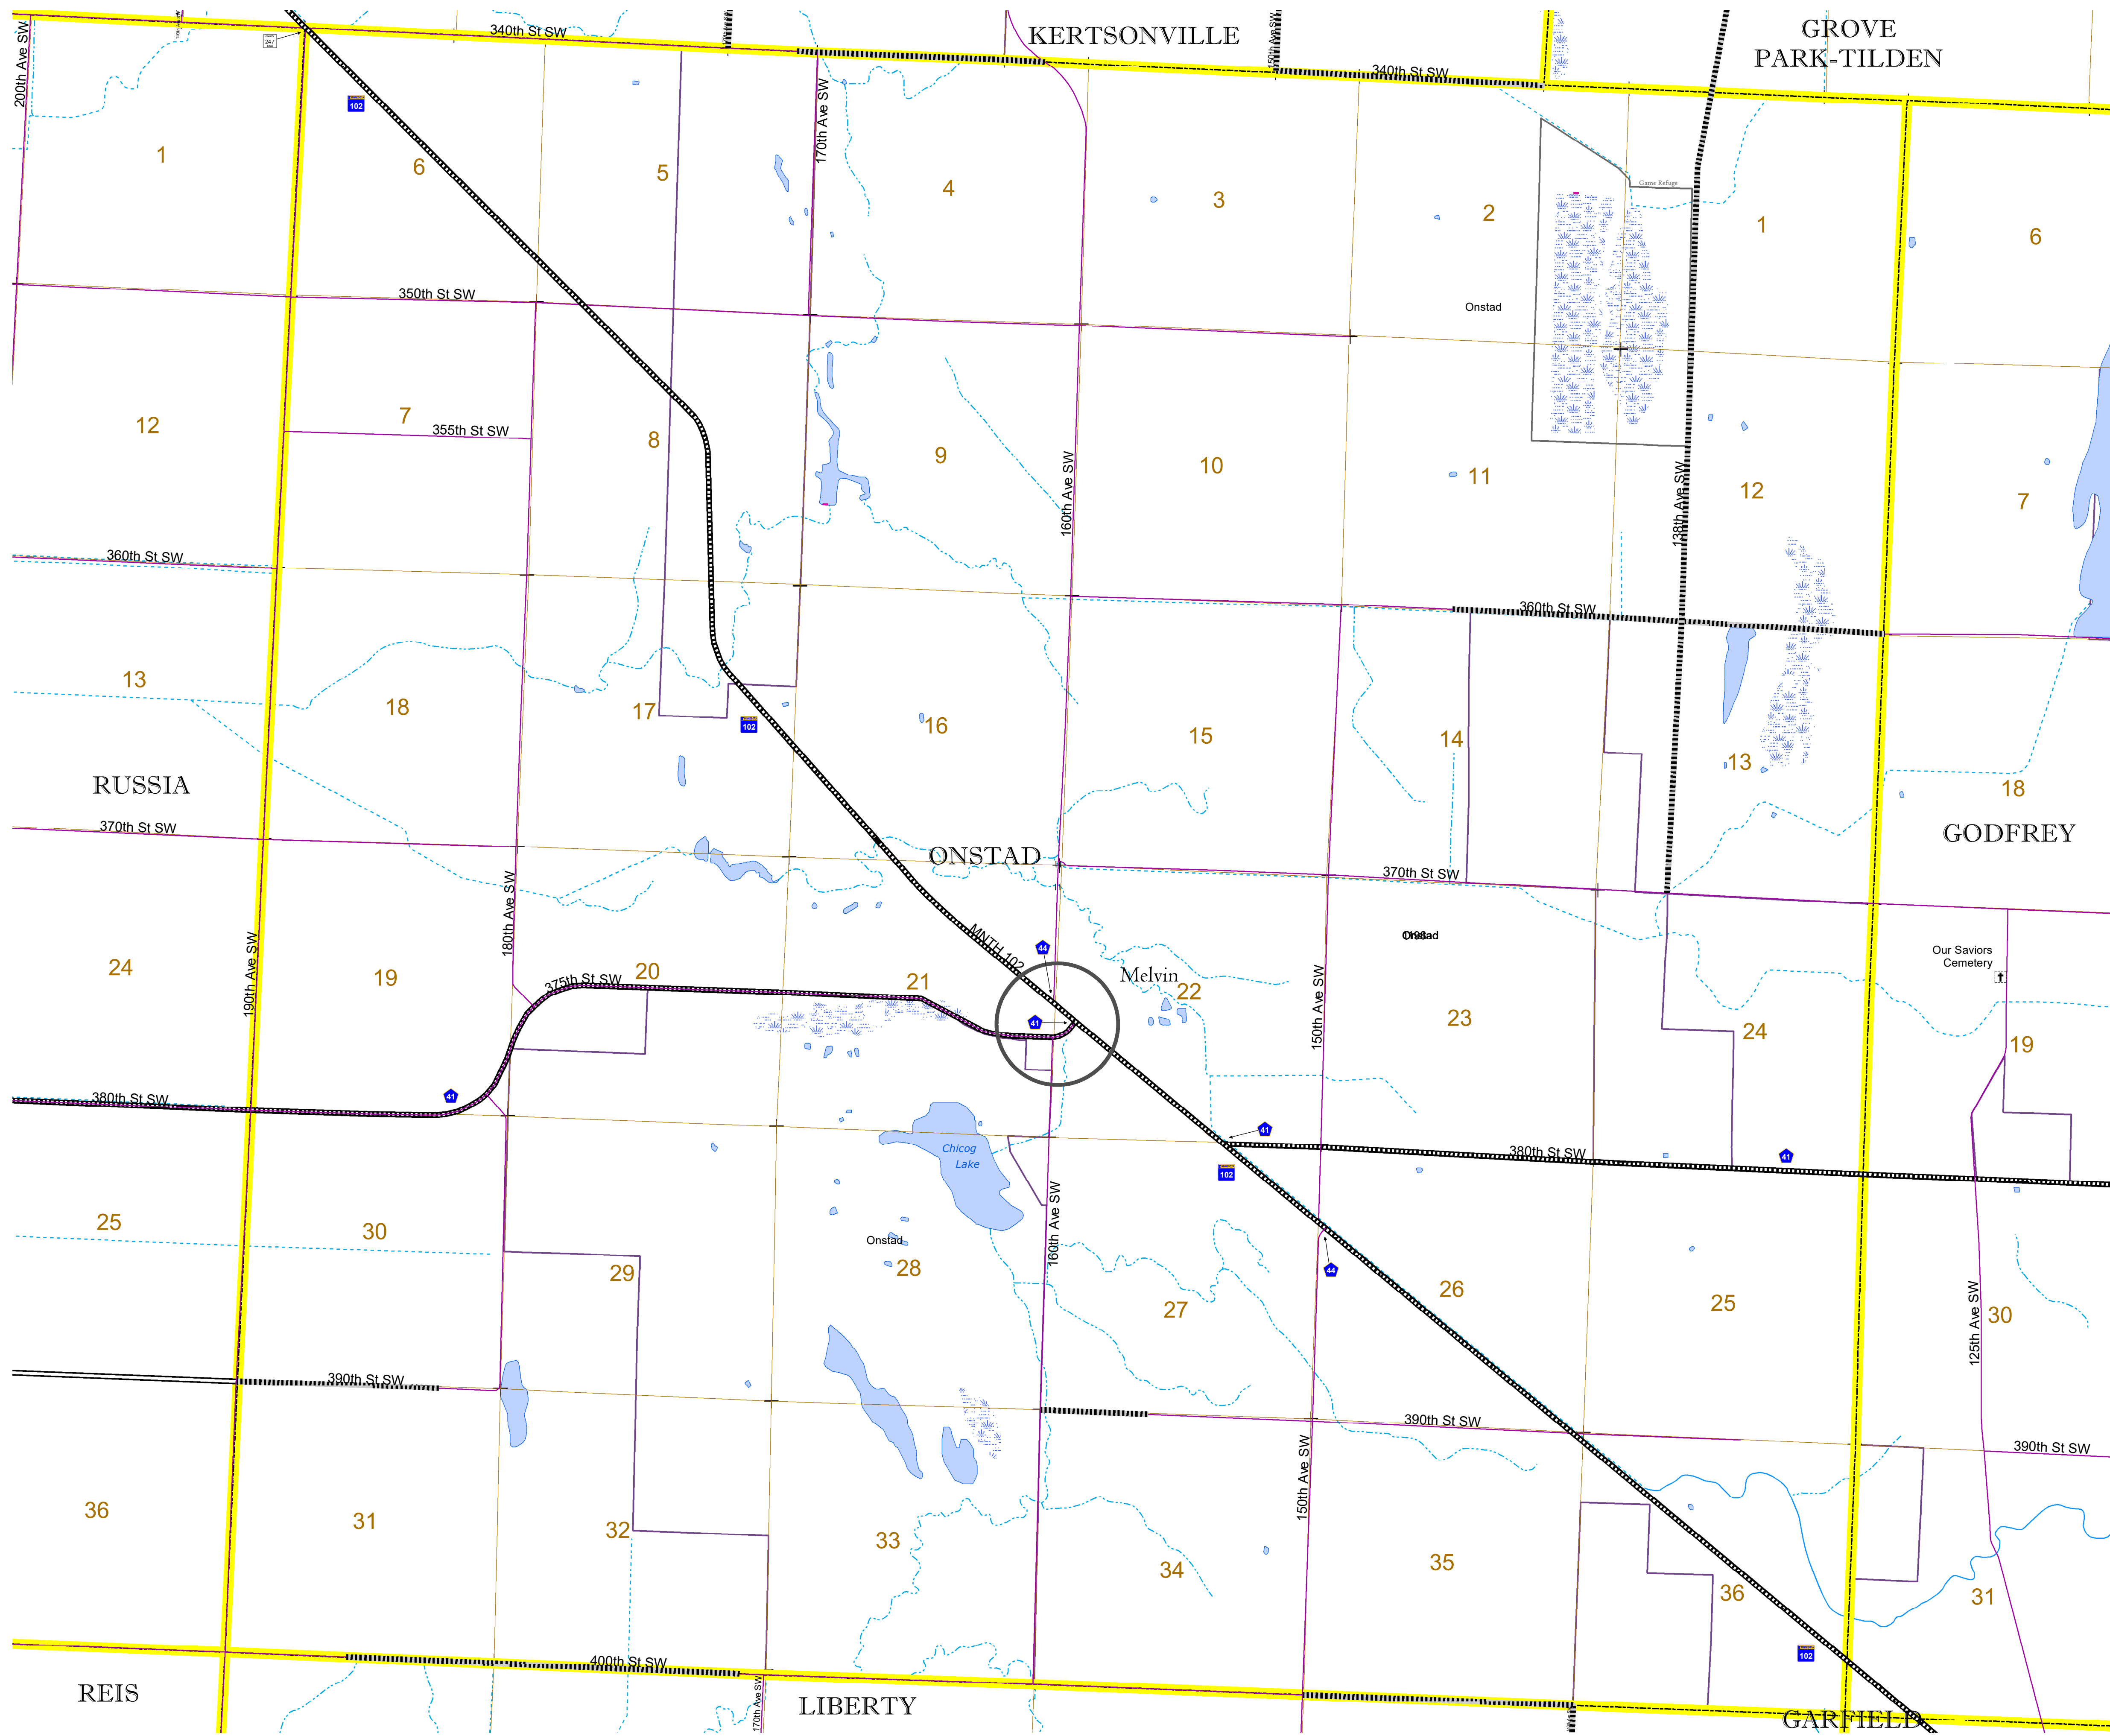 KERTSONVILLE
GROVE
PARK-TILDEN
200th Ave SW
340th St SW
247
150th Ave SW
340th St SW
102
170th Ave SW
1
6
5
4
3
2
Game Refuge
1
6
350th St SW
Onstad
12
7
355th St SW
8
9
160th Ave SW
10
11
138th Ave SW
12
7
360th St SW
360th St SW
13
18
17
102
16
15
14
13
18
RUSSIA
370th St SW
ONSTAD
GODFREY
370th St SW
180th Ave SW
11
MNTH 102
44
Onstad
Our Saviors
Cemetery
24
190th Ave SW
19
375th St SW
20
21
Melvin
22
150th Ave SW
23
24
19
41
380th St SW
41
41
380th St SW
41
Chicog
Lake
102
25
30
29
Onstad
28
160th Ave SW
27
44
26
25
125th Ave SW
30
390th St SW
390th St SW
390th St SW
36
31
32
33
34
150th Ave SW
35
36
31
102
400th St SW
REIS
170th Ave SW
LIBERTY
GARFIELD